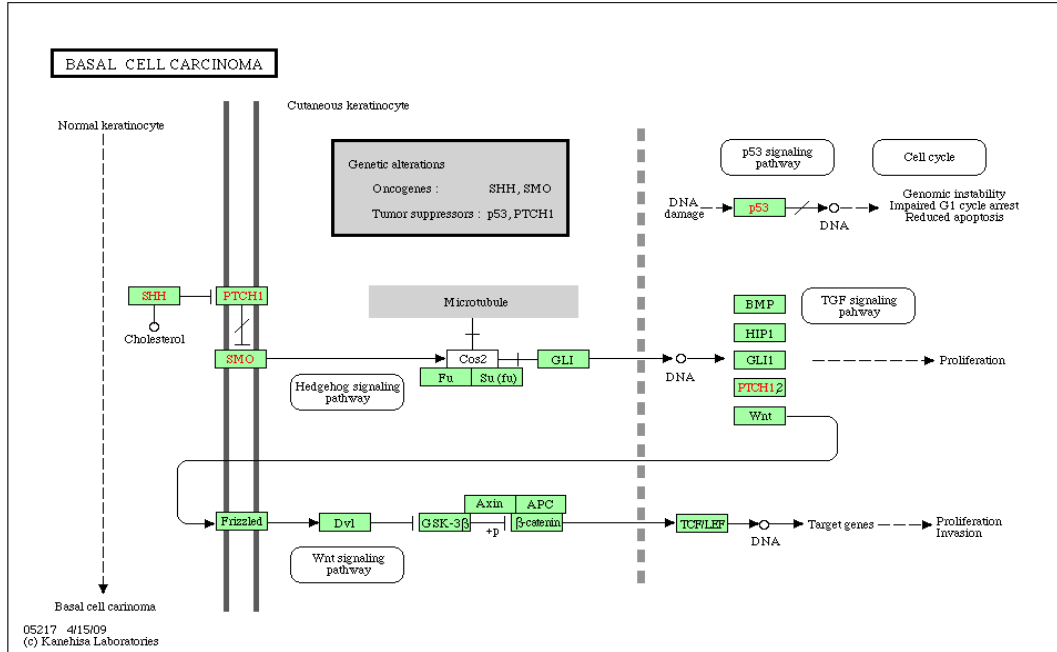 BASAL CELL CARCINOMA
Cutaneous keratinocyte
Normal keratinocyte
Genetic alterations
Oncogenes : SHH, SMO
Tumor suppressors : p53, PTCH1
p53 signaling
pathway
Cell cycle
DNA
damage
p53
DNA
Genomic instability
Impaired G1 cycle arrest
Reduced apoptosis
SHH
PTCH1
Cholesterol
SMO
Microtubule
Cos2
Fu
Su (fu)
GLI
Hedgehog signaling
pathway
DNA
BMP
HIP1
GLI1
PTCH1,2
Wnt
TGF signaling
pahway
Proliferation
Frizzled
Dvl
GSK-3β
Axin
APC
+p
β-catenin
Wnt signaling
pathway
TCF/LEF
DNA
Target genes
Proliferation
Invasion
Basal cell carinoma
05217 4/15/09
(c) Kanehisa Laboratories